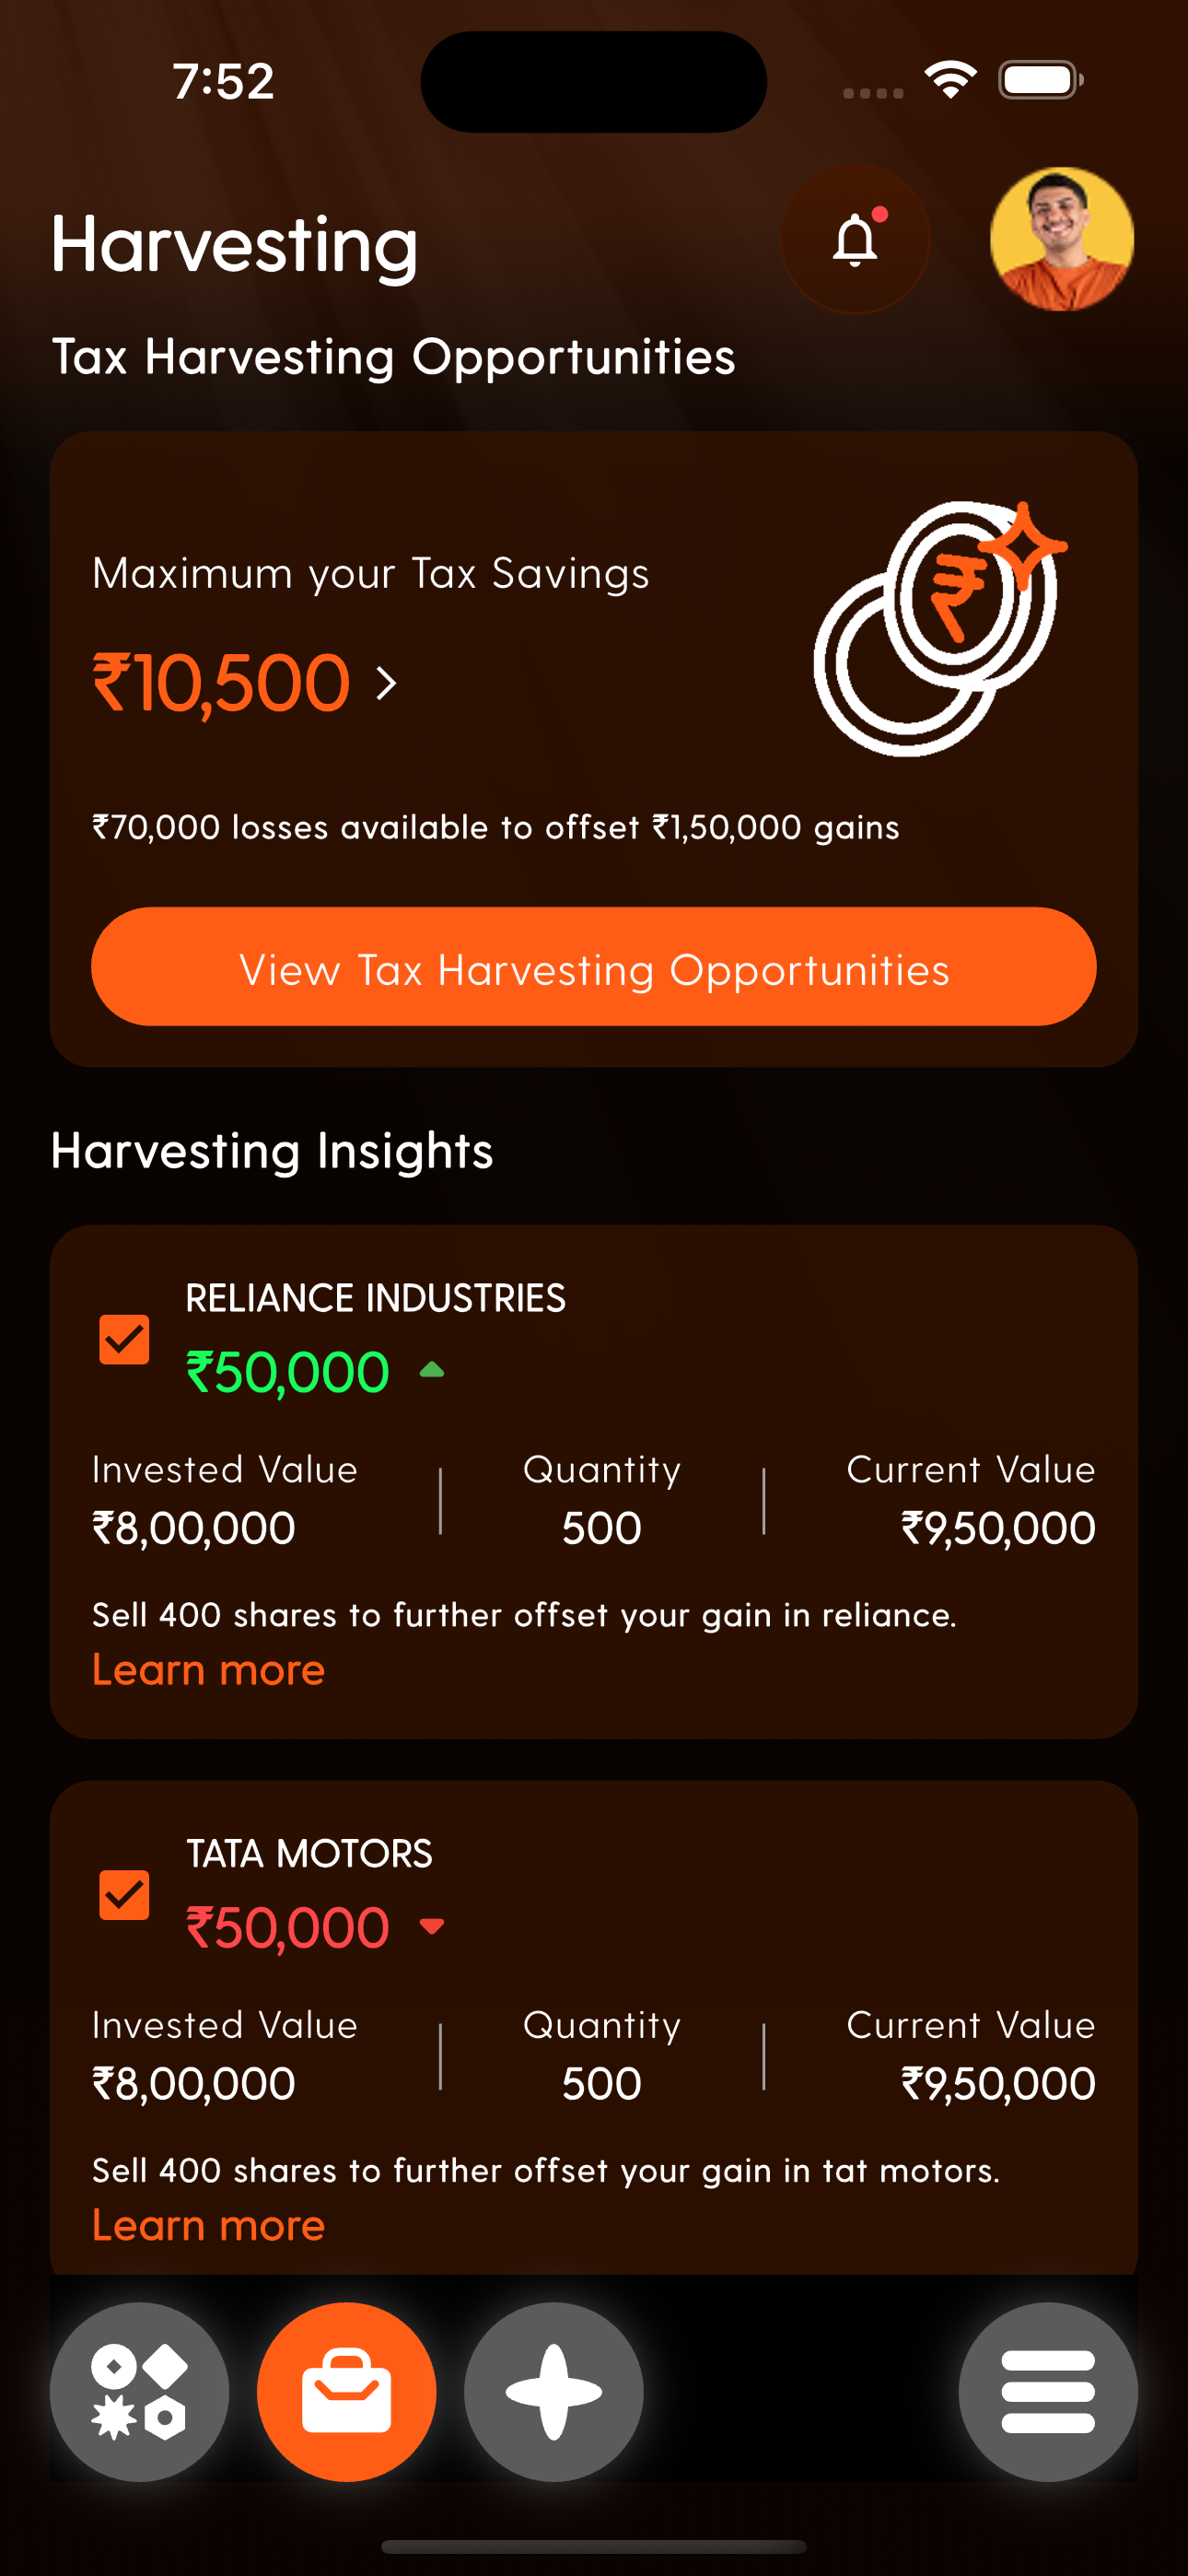 7:52
Harvesting
Tax Harvesting Opportunities
Maximum your Tax Savings
₹10,500
₹
₹70,000 losses available to offset ₹1,50,000 gains
View Tax Harvesting Opportunities
Harvesting Insights
RELIANCE INDUSTRIES
₹50,000
Invested Value Quantity Current Value
₹8,00,000 500 ₹9,50,000
Sell 400 shares to further offset your gain in reliance.
Learn more
TATA MOTORS
₹50,000
Invested Value Quantity Current Value
₹8,00,000 500 ₹9,50,000
Sell 400 shares to further offset your gain in tat motors.
Learn more